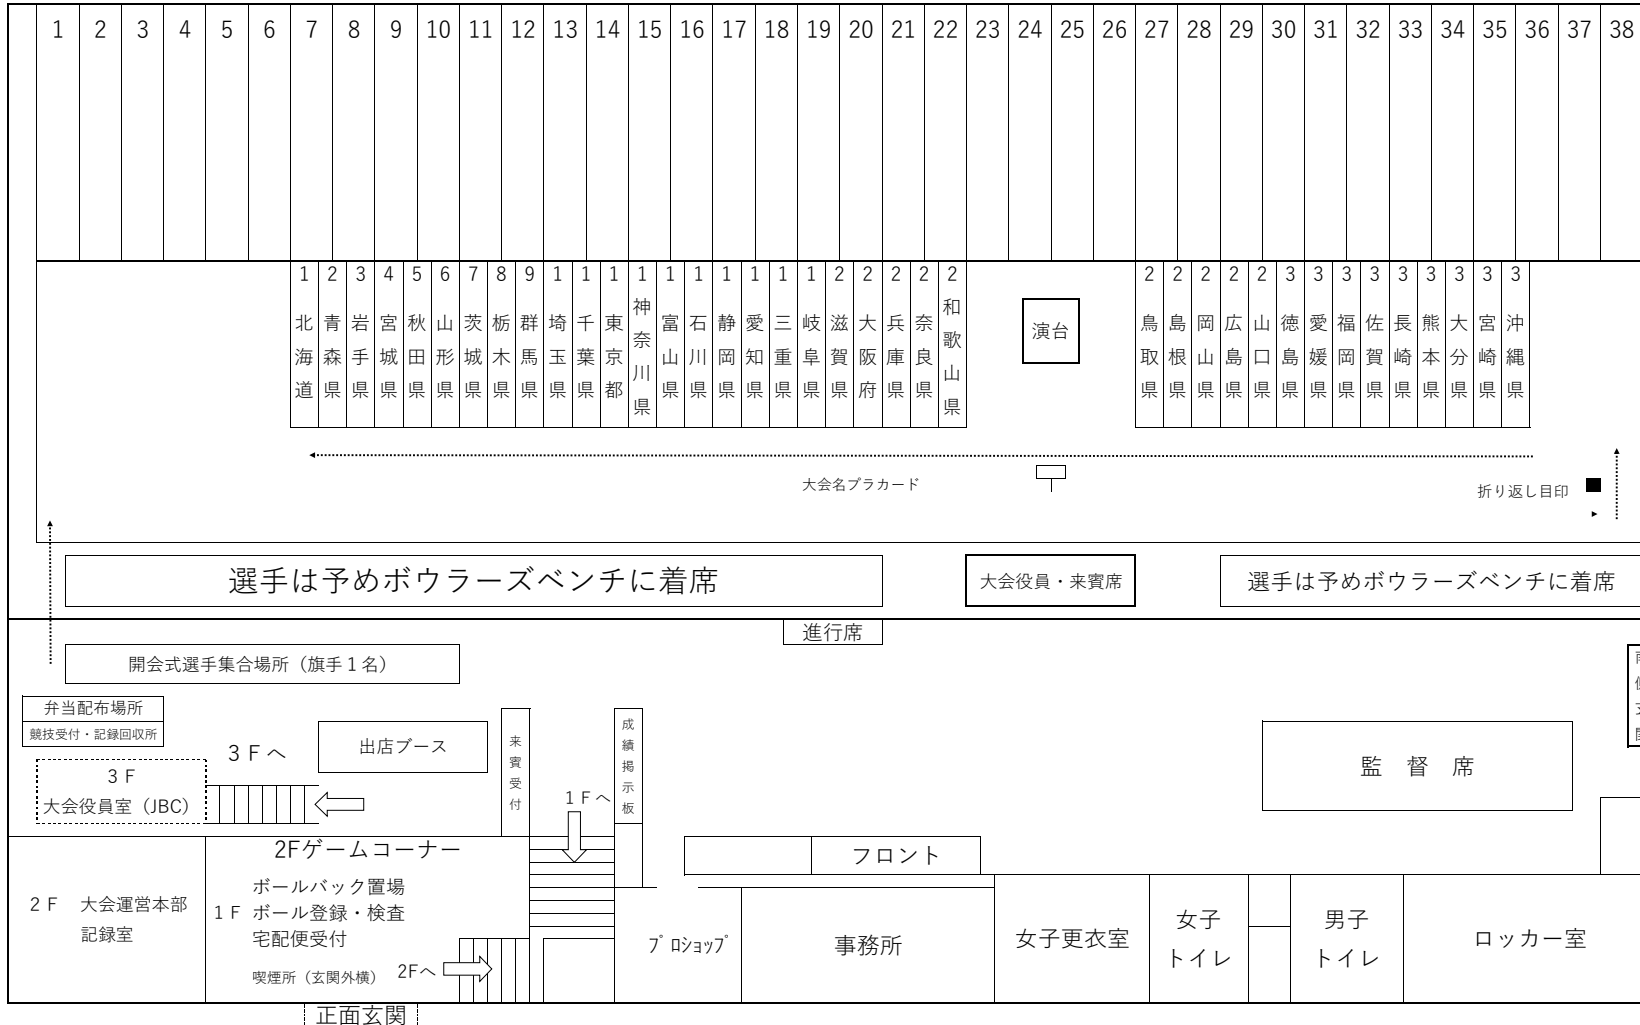 1 2 3 4 5 6 7 8 9 10 11 12 13 14 15 16 17 18 19 20 21 22 23 24 25 26 27 28 29 30 31 32 33 34 35 36 37 38
1 2 3 4 5 6 7 8 9 1 1 1 1 1 1 1 1 1 1 2 2 2 2 2 2 2 2 2 2 3 3 3 3 3 3 3 3 3
北海道
青森県
岩手県
宮城県
秋田県
山形県
茨城県
栃木県
群馬県
埼玉県
千葉県
東京都
神奈川県
富山県
石川県
静岡県
愛知県
三重県
岐阜県
滋賀県
大阪府
兵庫県
奈良県
和歌山県
演台
鳥取県
島根県
岡山県
広島県
山口県
徳島県
愛媛県
福岡県
佐賀県
長崎県
熊本県
大分県
宮崎県
沖縄県
大会名プラカード
折り返し目印
選手は予めボウラーズベンチに着席
大会役員・来賓席
選手は予めボウラーズベンチに着席
進行席
開会式選手集合場所（旗手１名）
弁当配布場所
競技受付・記録回収所
３Ｆへ
出店ブース
来賓受付
成績掲示板
監　督　席
３Ｆ
大会役員室（JBC）
１Ｆへ
2Fゲームコーナー
フロント
２Ｆ　大会運営本部
記録室
ボールバック置場
１Ｆ ボール登録・検査
宅配便受付
喫煙所（玄関外横）
2Fへ
ﾌﾟﾛｼｮｯﾌﾟ
事務所
女子更衣室
女子
トイレ
男子
トイレ
ロッカー室
正面玄関